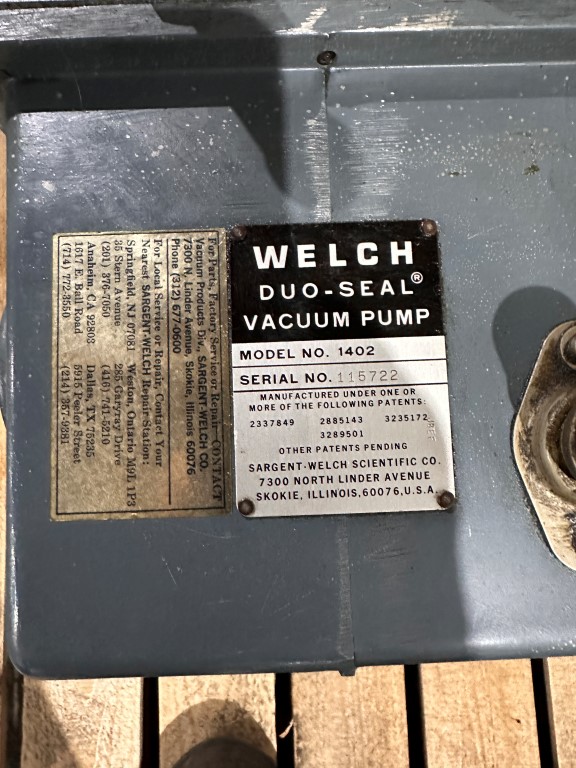 WELCH
DUO-SEAL®
VACUUM PUMP
MODEL NO. 1402
SERIAL NO. 115722
MANUFACTURED UNDER ONE OR
MORE OF THE FOLLOWING PATENTS:
2337849 2885143 3235172
3289501
OTHER PATENTS PENDING
SARGENT-WELCH SCIENTIFIC CO.
7300 NORTH LINDER AVENUE
SKOKIE, ILLINOIS, 60076, U.S.A.
For Parts, Factory Service or Repair—CONTACT
Vacuum Products Div., SARGENT-WELCH CO.
7300 N. Linder Avenue, Skokie, Illinois 60076
Phone (312) 677-0600
For Local Service or Repair, Contact Your
Nearest SARGENT-WELCH Repair-Station:
Springfield, NJ 07081 Weston, Ontario M9L 1P3
35 Stern Avenue 285 Garyray Drive
(201) 376-7050 (416) 741-5210
Anaheim, CA 92803 Dallas, TX 75235
1617 E. Ball Road 5915 Peeler Street
(714) 772-3550 (214) 357-9381